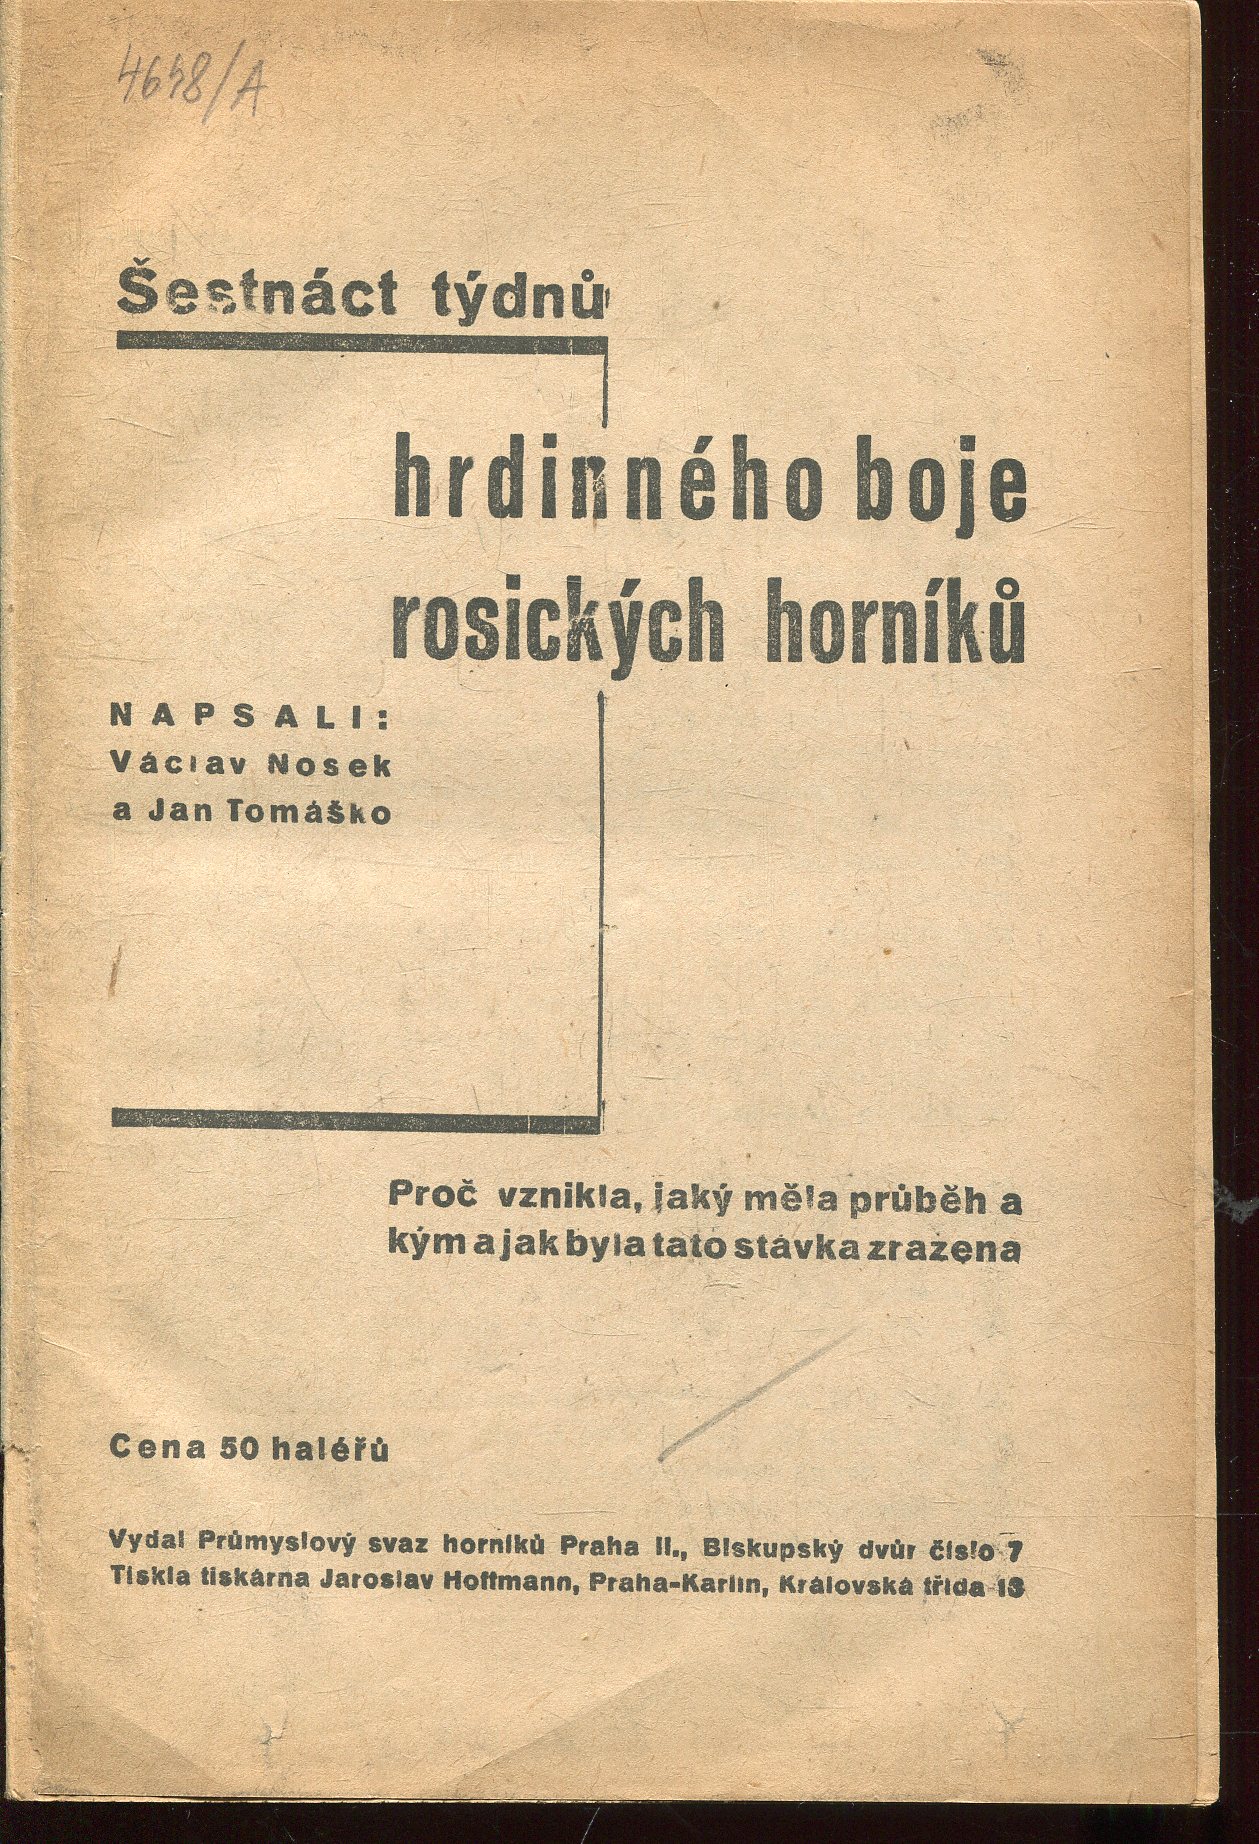 4638/A
Šestnáct týdnů
hrdinného boje
rosických horníků
NAPSALI:
Václav Nosek
a Jan Tomáško
Proč vznikla, jaký měla průběh a
kým a jak byla tato stávka zrazena
Cena 50 haléřů
Vydal Průmyslový svaz horníků Praha II., Biskupský dvůr číslo 7
Tiskla tiskárna Jaroslav Hoffmann, Praha-Karlín, Královská třída 13